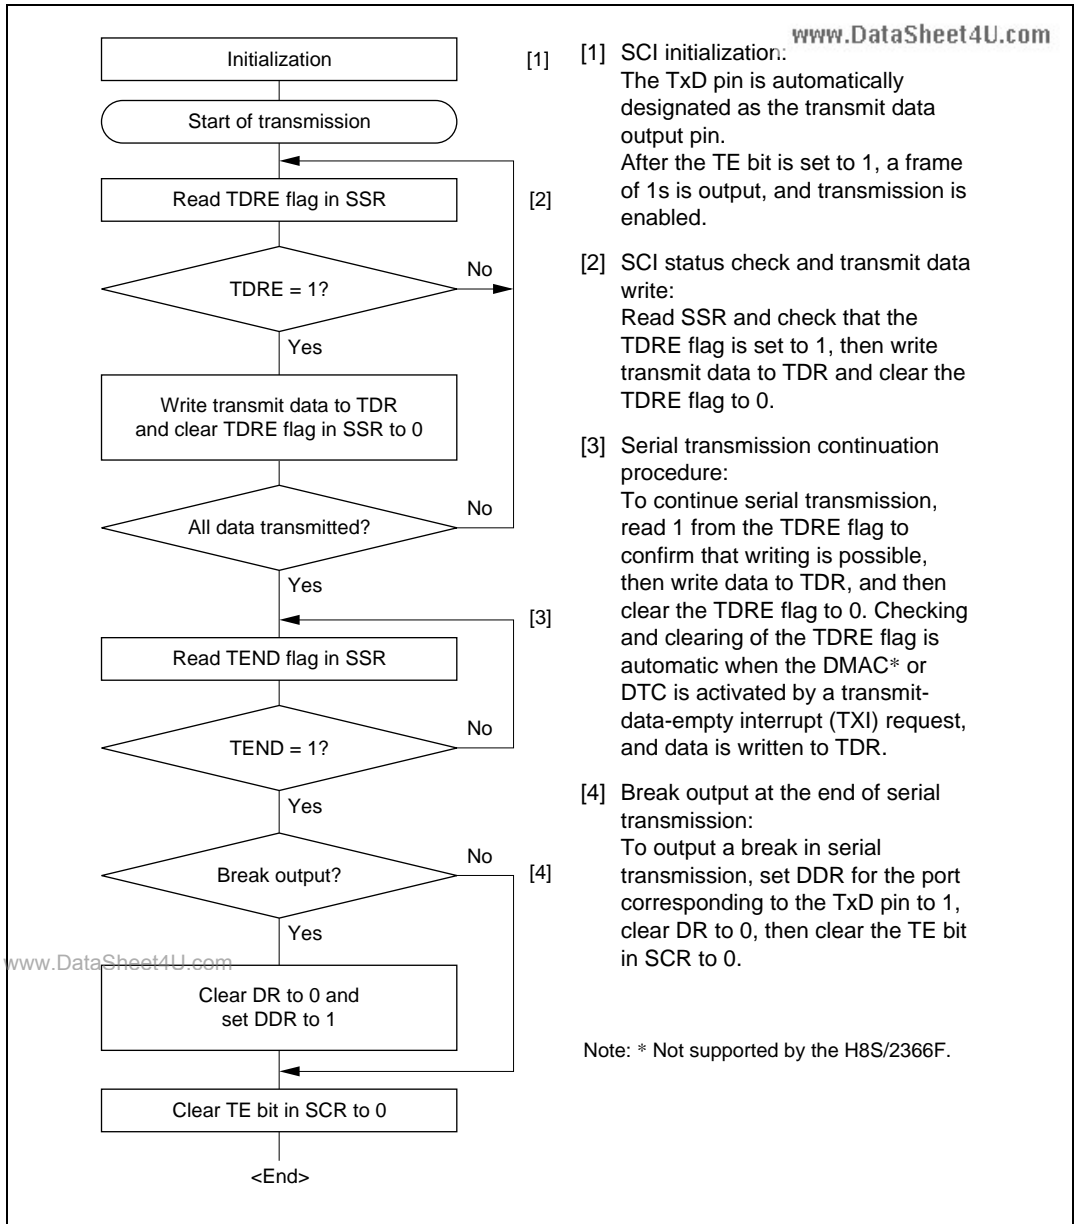 www.DataSheet4U.com
Initialization
[1]
Start of transmission
Read TDRE flag in SSR
[2]
TDRE = 1?
No
Yes
Write transmit data to TDR
and clear TDRE flag in SSR to 0
All data transmitted?
No
Yes
[3]
Read TEND flag in SSR
TEND = 1?
No
Yes
Break output?
No
[4]
Yes
www.DataSheet4U.com
Clear DR to 0 and
set DDR to 1
Clear TE bit in SCR to 0
<End>
[1] SCI initialization:
The TxD pin is automatically
designated as the transmit data
output pin.
After the TE bit is set to 1, a frame
of 1s is output, and transmission is
enabled.
[2] SCI status check and transmit data
write:
Read SSR and check that the
TDRE flag is set to 1, then write
transmit data to TDR and clear the
TDRE flag to 0.
[3] Serial transmission continuation
procedure:
To continue serial transmission,
read 1 from the TDRE flag to
confirm that writing is possible,
then write data to TDR, and then
clear the TDRE flag to 0. Checking
and clearing of the TDRE flag is
automatic when the DMAC* or
DTC is activated by a transmit-
data-empty interrupt (TXI) request,
and data is written to TDR.
[4] Break output at the end of serial
transmission:
To output a break in serial
transmission, set DDR for the port
corresponding to the TxD pin to 1,
clear DR to 0, then clear the TE bit
in SCR to 0.
Note: * Not supported by the H8S/2366F.